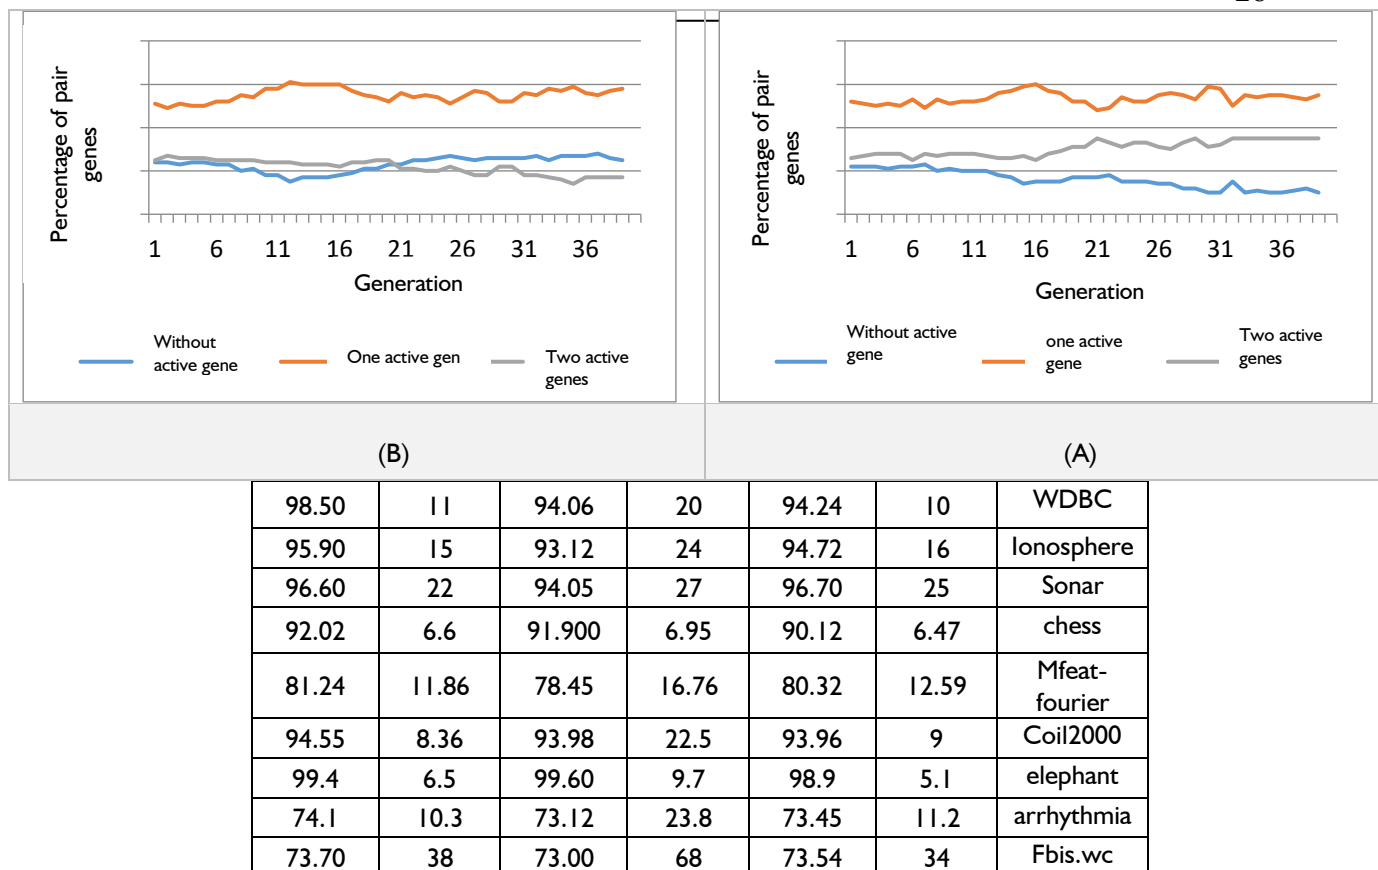 Percentage of pair
genes
1 6 11 16 21 26 31 36
Generation
Without
active gene
One active gen
Two active
genes
(B)
Percentage of pair
genes
1 6 11 16 21 26 31 36
Generation
Without active
gene
one active
gene
Two active
genes
(A)
98.50 11 94.06 20 94.24 10 WDBC
95.90 15 93.12 24 94.72 16 Ionosphere
96.60 22 94.05 27 96.70 25 Sonar
92.02 6.6 91.900 6.95 90.12 6.47 chess
81.24 11.86 78.45 16.76 80.32 12.59 Mfeat-
fourier
94.55 8.36 93.98 22.5 93.96 9 Coil2000
99.4 6.5 99.60 9.7 98.9 5.1 elephant
74.1 10.3 73.12 23.8 73.45 11.2 arrhythmia
73.70 38 73.00 68 73.54 34 Fbis.wc